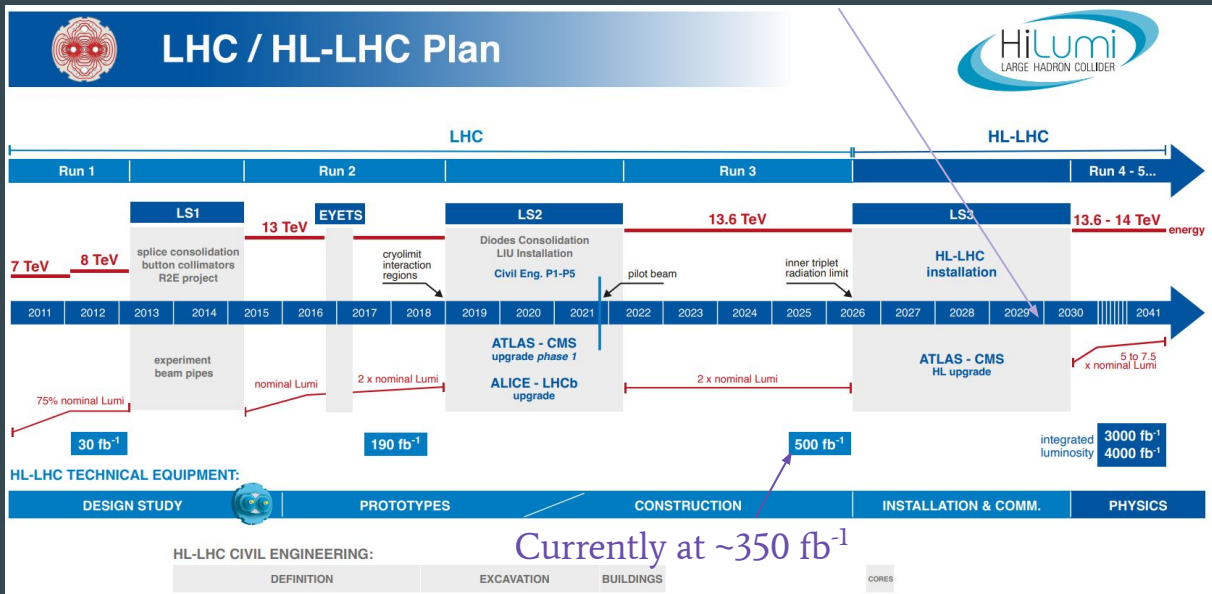 LHC / HL-LHC Plan
HiLumi
LARGE HADRON COLLIDER
LHC
HL-LHC
Run 1
Run 2
Run 3
Run 4 - 5...
LS1
EYETS
LS2
LS3
7 TeV
8 TeV
13 TeV
13.6 TeV
13.6 - 14 TeV
energy
splice consolidation
button collimators
R2E project
cryolimit
interaction
regions
Diodes Consolidation
LIU Installation
Civil Eng. P1-P5
pilot beam
inner triplet
radiation limit
HL-LHC
installation
2011 2012 2013 2014 2015 2016 2017 2018 2019 2020 2021 2022 2023 2024 2025 2026 2027 2028 2029 2030 2041
experiment
beam pipes
ATLAS - CMS
upgrade phase 1
ALICE - LHCb
upgrade
ATLAS - CMS
HL upgrade
75% nominal Lumi
nominal Lumi
2 x nominal Lumi
2 x nominal Lumi
5 to 7.5
x nominal Lumi
30 fb⁻¹
190 fb⁻¹
500 fb⁻¹
integrated
luminosity
3000 fb⁻¹
4000 fb⁻¹
HL-LHC TECHNICAL EQUIPMENT:
DESIGN STUDY
PROTOTYPES
CONSTRUCTION
INSTALLATION & COMM.
PHYSICS
Currently at ~350 fb⁻¹
HL-LHC CIVIL ENGINEERING:
DEFINITION
EXCAVATION
BUILDINGS
CORES